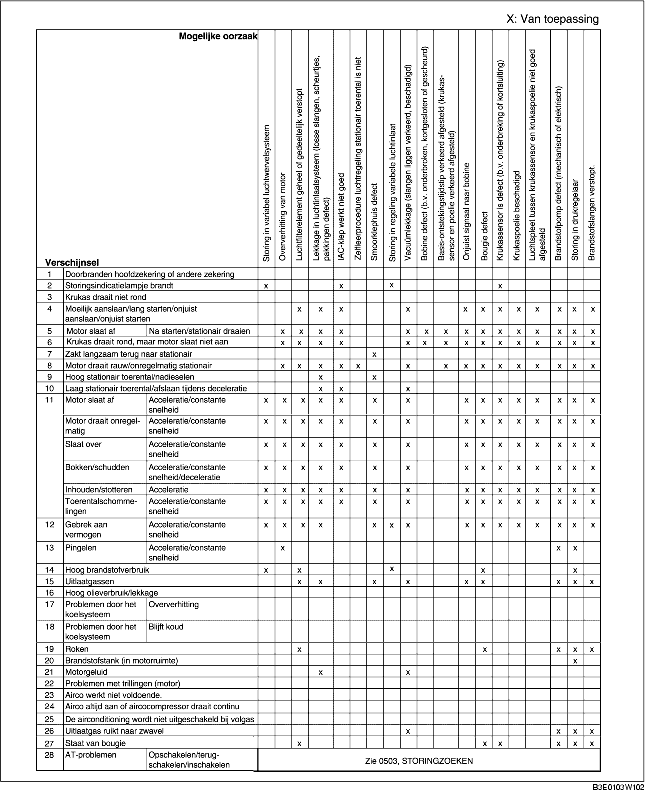 X: Van toepassing
Mogelijke oorzaak
Storing in variabel luchtwervelsysteem
Oververhitting van motor
Luchtfilterelement geheel of gedeeltelijk verstopt
Lekkage in luchtinlaatsysteem (losse slangen, scheurtjes,
pakkingen defect)
IAC-klep werkt niet goed
Zelfleerprocedure luchtregeling stationair toerental is niet
Smoorklephuis defect
Storing in regeling variabele luchtinlaat
Vacuümlekkage (slangen liggen verkeerd, beschadigd)
Bobine defect (b.v. onderbroken, kortgesloten of gescheurd)
Basis-ontstekingstijdstip verkeerd afgesteld (krukas-
sensor en poelie verkeerd afgesteld)
Onjuist signaal naar bobine
Bougie defect
Krukassensor is defect (b.v. onderbreking of kortsluiting)
Krukaspoelie beschadigd
Luchtspleet tussen krukassensor en krukaspoelie niet goed
afgesteld
Brandstofpomp defect (mechanisch of elektrisch)
Storing in drukregelaar
Brandstofslangen verstopt.
Verschijnsel
1 Doorbranden hoofdzekering of andere zekering
2 Storingsindicatielampje brandt x x x x
3 Krukas draait niet rond
4 Moeilijk aanslaan/lang starten/onjuist x x x x x x x x x x x x
aanslaan/onjuist starten
5 Motor slaat af Na starten/stationair draaien x x x x x x x x x x x x x x x
6 Krukas draait rond, maar motor slaat niet aan x x x x x x x x x x x x x x x
7 Zakt langzaam terug naar stationair x
8 Motor draait rauw/onregelmatig stationair x x x x x x x x x x x x x x x
9 Hoog stationair toerental/nadieselen x x
10 Laag stationair toerental/afslaan tijdens deceleratie x x x
11 Motor slaat af Acceleratie/constante x x x x x x x x x x x x x x x
snelheid
Motor draait onregel- Acceleratie/constante x x x x x x x x x x x x x x x
matig snelheid
Slaat over Acceleratie/constante x x x x x x x x x x x x x x x
snelheid
Bokken/schudden Acceleratie/constante x x x x x x x x x x x x x x x
snelheid/deceleratie
Inhouden/stotteren Acceleratie x x x x x x x x x x x x x x x
Toerentalschomme- Acceleratie/constante x x x x x x x x x x x x x x x
lingen snelheid
12 Gebrek aan Acceleratie/constante x x x x x x x x x x x x x x x
vermogen snelheid
13 Pingelen Acceleratie/constante x x x
snelheid
14 Hoog brandstofverbruik x x x x x
15 Uitlaatgassen x x x x x x x x x
16 Hoog olieverbruik/lekkage
17 Problemen door het Oververhitting
koelsysteem
18 Problemen door het Blijft koud
koelsysteem
19 Roken x x x x x
20 Brandstofstank (in motorruimte) x
21 Motorgeluid x x
22 Problemen met trillingen (motor)
23 Airco werkt niet voldoende.
24 Airco altijd aan of aircocompressor draait continu
25 De airconditioning wordt niet uitgeschakeld bij volgas
26 Uitlaatgas ruikt naar zwavel x x x x
27 Staat van bougie x x x x x x
28 AT-problemen Opschakelen/terug-
schakelen/inschakelen
Zie 0503, STORINGZOEKEN
B3E0103W102